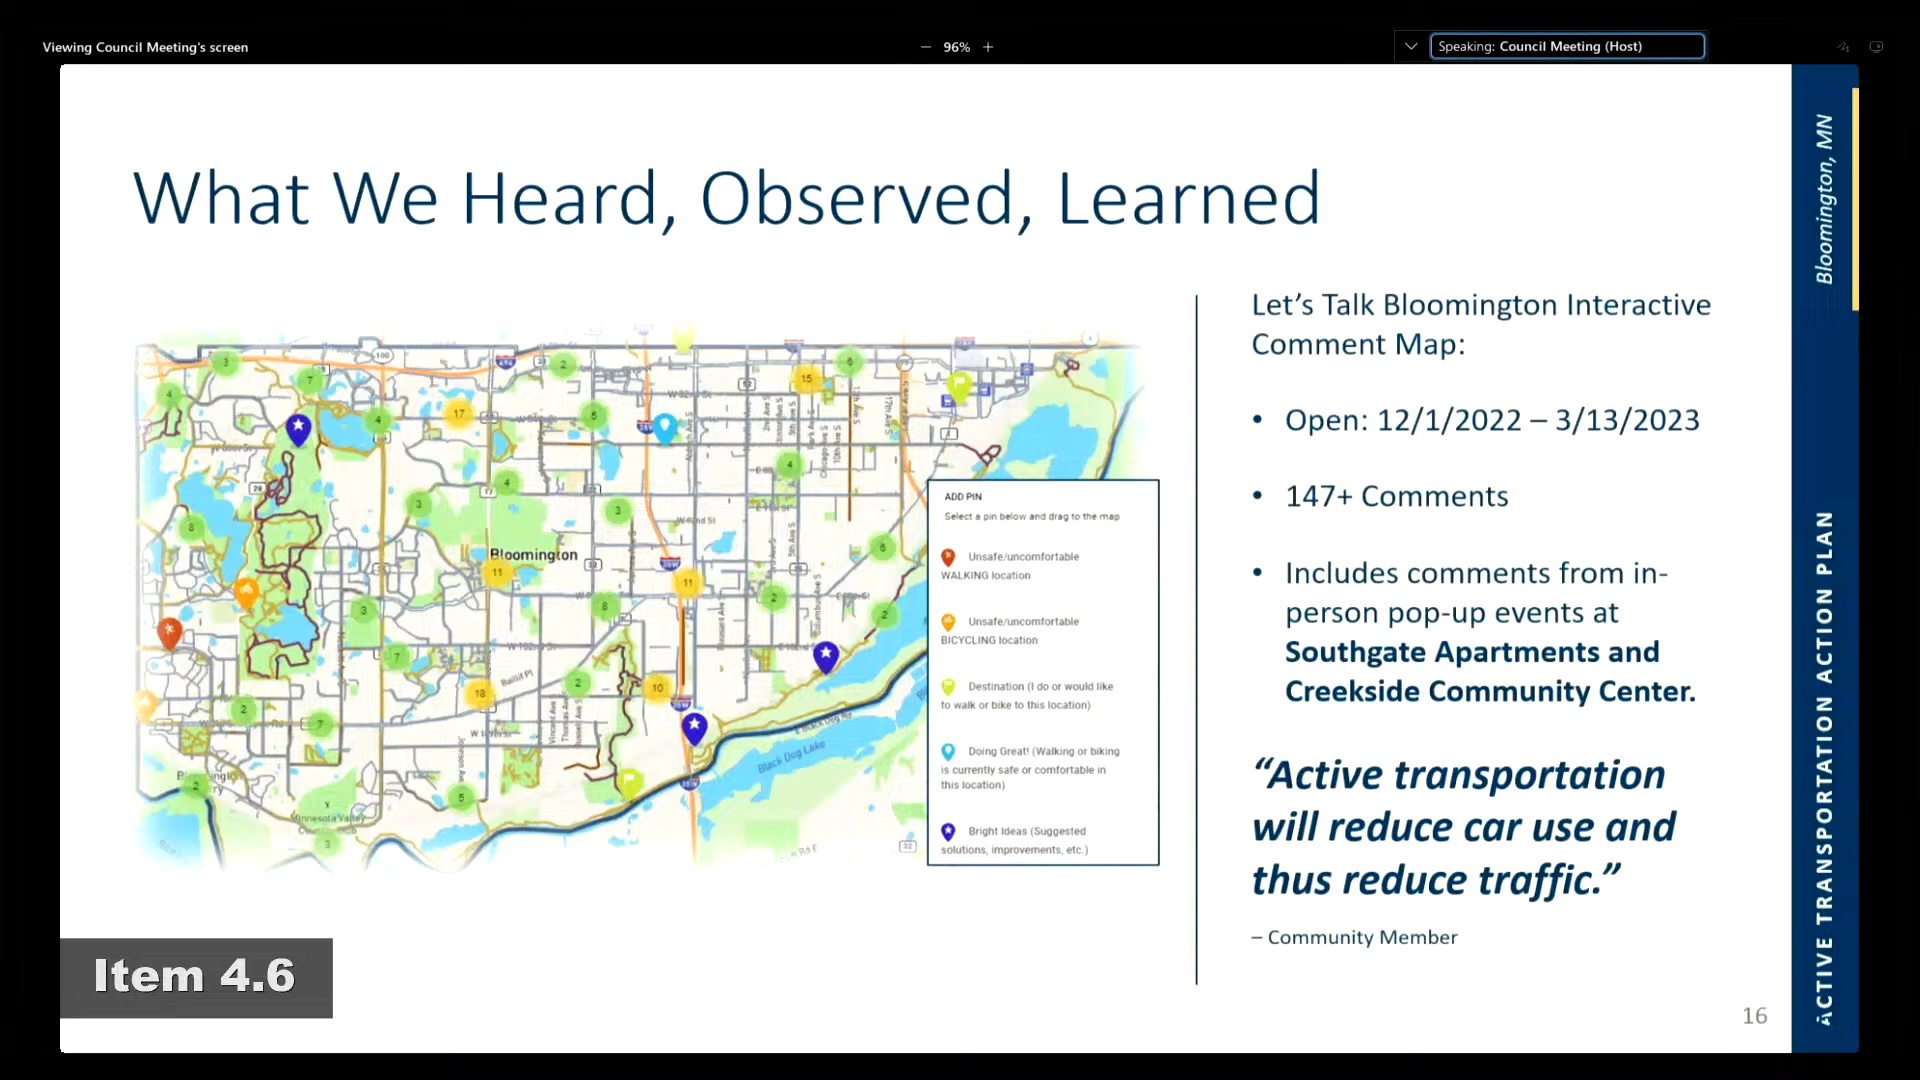 Viewing Council Meeting's screen
96%
Speaking: Council Meeting (Host)
What We Heard, Observed, Learned
Bloomington
Black Dog Lake
ADD PIN
Select a pin below and drag to the map
Unsafe/uncomfortable
WALKING location
Unsafe/uncomfortable
BICYCLING location
Destination (I do or would like
to walk or bike to this location)
Doing Great! (Walking or biking
is currently safe or comfortable in
this location)
Bright Ideas (Suggested
solutions, improvements, etc.)
Let's Talk Bloomington Interactive
Comment Map:
• Open: 12/1/2022 – 3/13/2023
• 147+ Comments
• Includes comments from in-
person pop-up events at
Southgate Apartments and
Creekside Community Center.
“Active transportation
will reduce car use and
thus reduce traffic.”
– Community Member
Item 4.6
16
Bloomington, MN
ACTIVE TRANSPORTATION ACTION PLAN